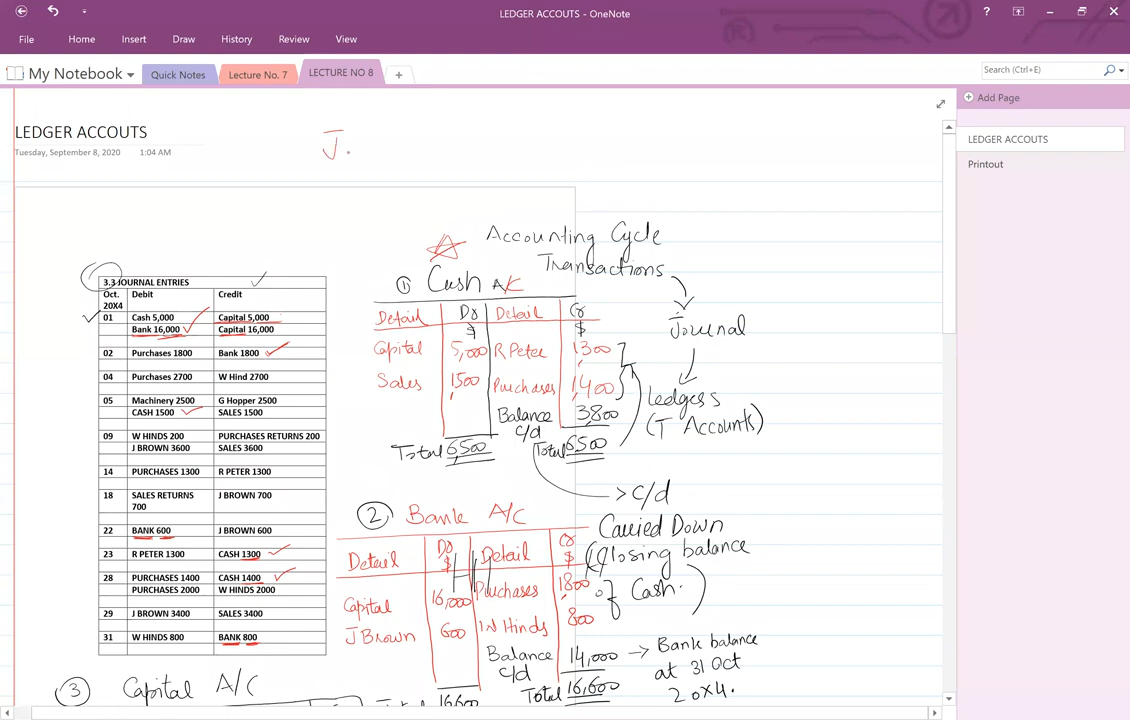 LEDGER ACCOUTS - OneNote
?
File Home Insert Draw History Review View
My Notebook Quick Notes Lecture No. 7 LECTURE NO 8 +
Search (Ctrl+E)
Add Page
LEDGER ACCOUTS
Printout
LEDGER ACCOUTS
Tuesday, September 8, 2020 1:04 AM
J.
3.3 JOURNAL ENTRIES
Oct. 20X4 Debit Credit
01 Cash 5,000 Capital 5,000
Bank 16,000 Capital 16,000
02 Purchases 1800 Bank 1800
04 Purchases 2700 W Hind 2700
05 Machinery 2500 G Hopper 2500
CASH 1500 SALES 1500
09 W HINDS 200 PURCHASES RETURNS 200
J BROWN 3600 SALES 3600
14 PURCHASES 1300 R PETER 1300
18 SALES RETURNS 700 J BROWN 700
22 BANK 600 J BROWN 600
23 R PETER 1300 CASH 1300
28 PURCHASES 1400 CASH 1400
PURCHASES 2000 W HINDS 2000
29 J BROWN 3400 SALES 3400
31 W HINDS 800 BANK 800
① Cash A/C
Detail Dr Detail Cr
$ $
Capital 5,000 R Peter 1300
Sales 1500 Purchases 1,400
Balance c/d 3800
Total 6500 Total 6500
Accounting Cycle
Transactions
Journal
Ledgers
(T Accounts)
> c/d
Carried Down
(Closing balance
of Cash.)
② Bank A/C
Detail Dr Detail Cr
$ $
Capital 16,000 Purchases 1800
J Brown 600 W Hinds 800
Balance c/d 14,000
16600 Total 16,600
Bank balance
at 31 Oct
20X4.
③ Capital A/C